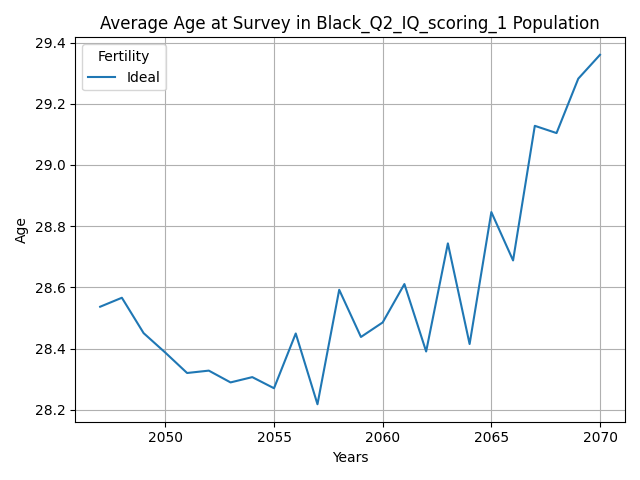 Average Age at Survey in Black_Q2_IQ_scoring_1 Population
Fertility
Ideal
Age
29.4
29.2
29.0
28.8
28.6
28.4
28.2
2050 2055 2060 2065 2070
Years